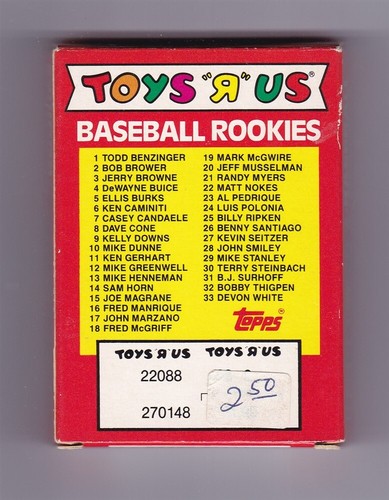 TOYS "R" US®
BASEBALL ROOKIES
1 TODD BENZINGER
2 BOB BROWER
3 JERRY BROWNE
4 DeWAYNE BUICE
5 ELLIS BURKS
6 KEN CAMINITI
7 CASEY CANDAELE
8 DAVE CONE
9 KELLY DOWNS
10 MIKE DUNNE
11 KEN GERHART
12 MIKE GREENWELL
13 MIKE HENNEMAN
14 SAM HORN
15 JOE MAGRANE
16 FRED MANRIQUE
17 JOHN MARZANO
18 FRED McGRIFF
19 MARK McGWIRE
20 JEFF MUSSELMAN
21 RANDY MYERS
22 MATT NOKES
23 AL PEDRIQUE
24 LUIS POLONIA
25 BILLY RIPKEN
26 BENNY SANTIAGO
27 KEVIN SEITZER
28 JOHN SMILEY
29 MIKE STANLEY
30 TERRY STEINBACH
31 B.J. SURHOFF
32 BOBBY THIGPEN
33 DEVON WHITE
topps®
TOYS "R" US TOYS "R" US
22088
270148
2 50